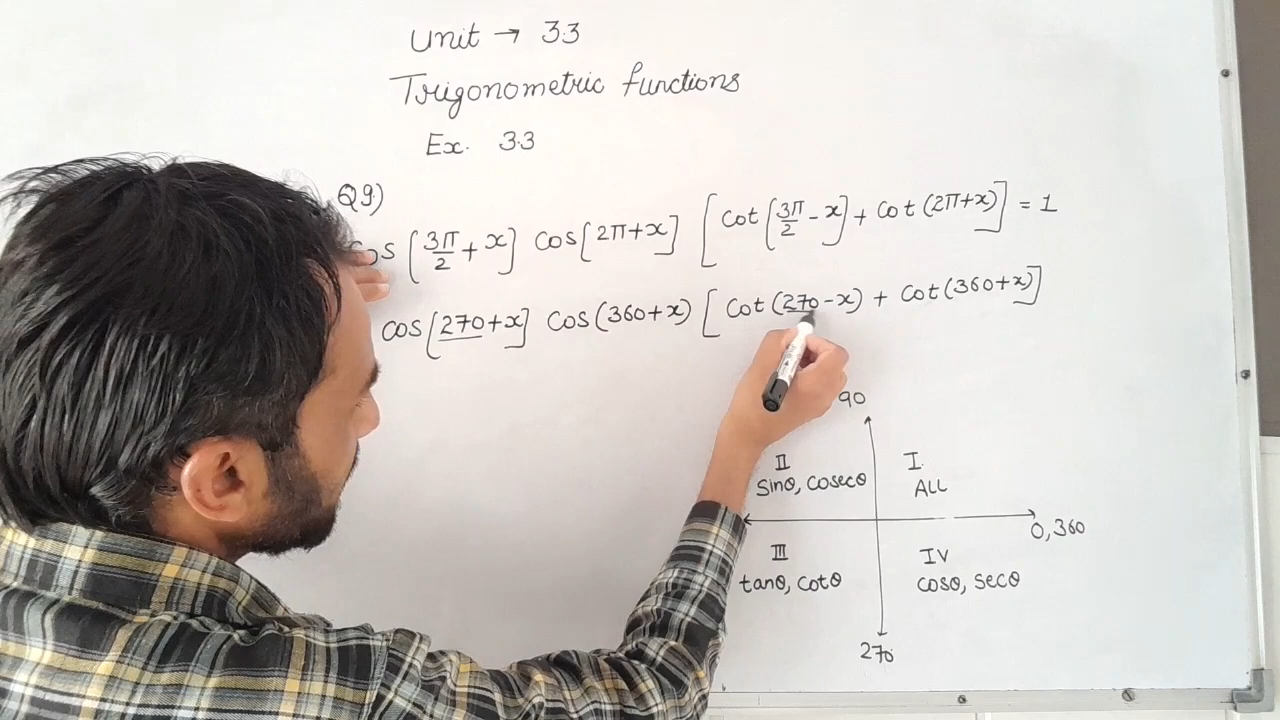 Unit → 3.3
Trigonometric functions
Ex. 3.3
Q9.)
cos [3π/2 + x] cos [2π+x] [cot [3π/2 - x] + cot (2π+x)] = 1
cos [270+x] cos (360+x) [cot (270-x) + cot (360+x)]
90
II
I.
sinθ, cosecθ
ALL
0, 360
III
IV
tanθ, cotθ
cosθ, secθ
270